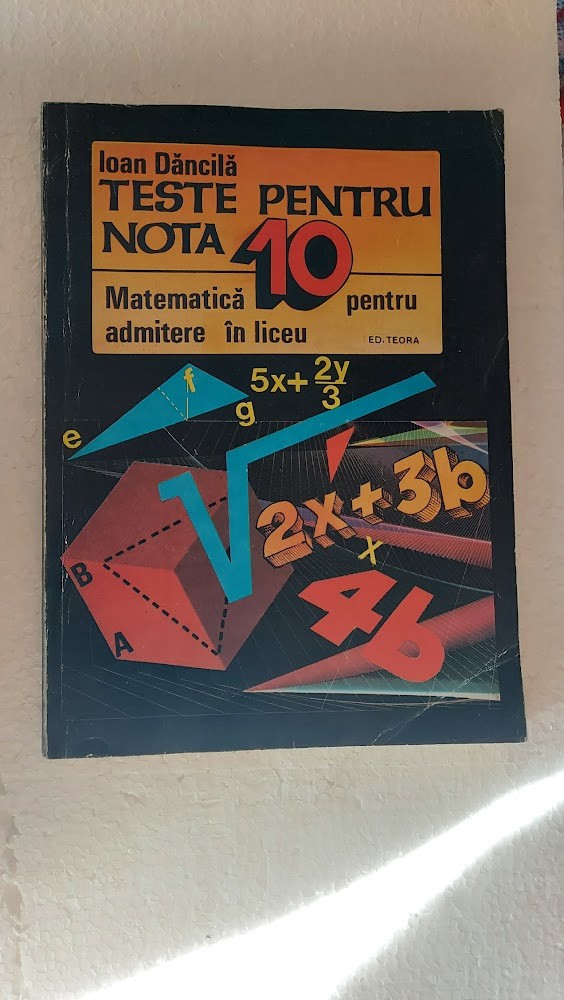 Ioan Dăncilă
TESTE PENTRU
NOTA 10
Matematică pentru
admitere în liceu
ED. TEORA
f
5x+ 2y/3
e
g
2x+3b
x
B
4b
A